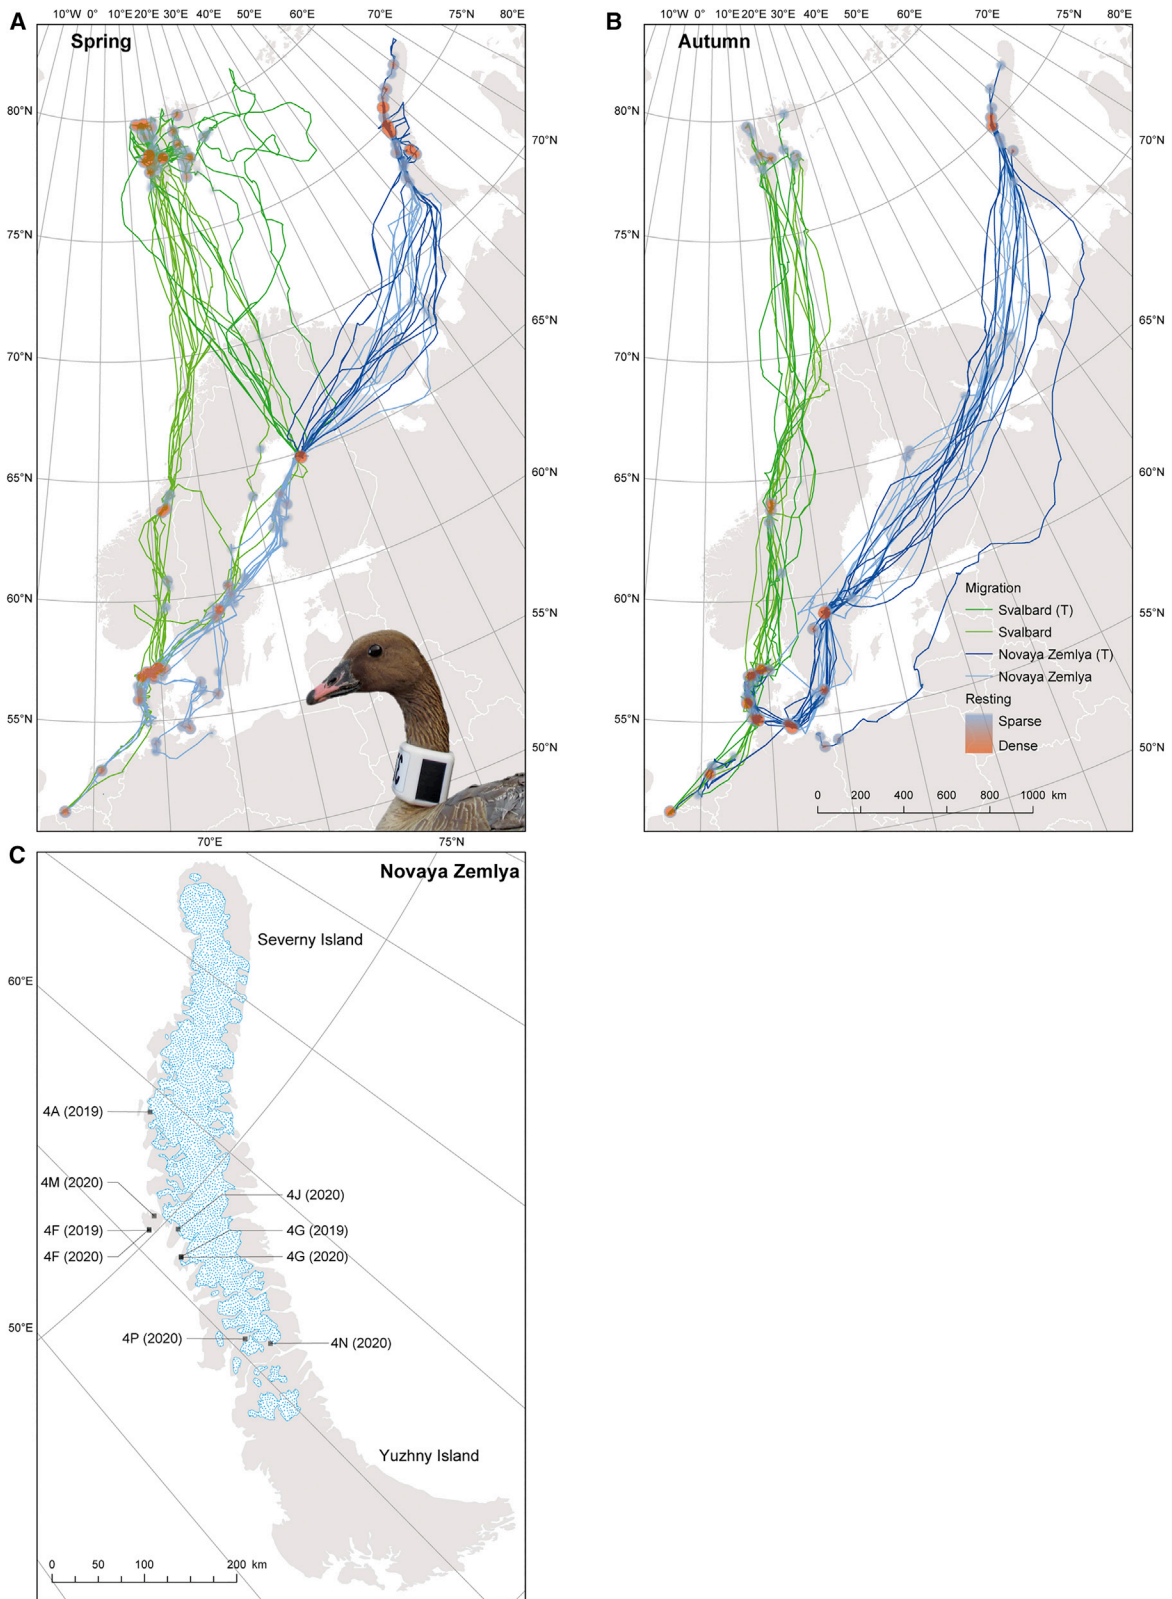 A
10°W 0° 10°E 20°E 30°E 40°E 50°E 60°E 70°E 75°N 80°E
Spring
80°N
75°N
70°N
65°N
60°N
55°N
70°N
65°N
60°N
55°N
50°N
B
10°W 0° 10°E 20°E 30°E 40°E 50°E 60°E 70°E 75°N 80°E
Autumn
80°N
75°N
70°N
65°N
60°N
55°N
70°N
65°N
60°N
55°N
50°N
Migration
Svalbard (T)
Svalbard
Novaya Zemlya (T)
Novaya Zemlya
Resting
Sparse
Dense
0 200 400 600 800 1000 km
C
70°E 75°N
Novaya Zemlya
Severny Island
60°E
4A (2019)
4M (2020)
4J (2020)
4F (2019)
4G (2019)
4F (2020)
4G (2020)
50°E
4P (2020)
4N (2020)
Yuzhny Island
0 50 100 200 km